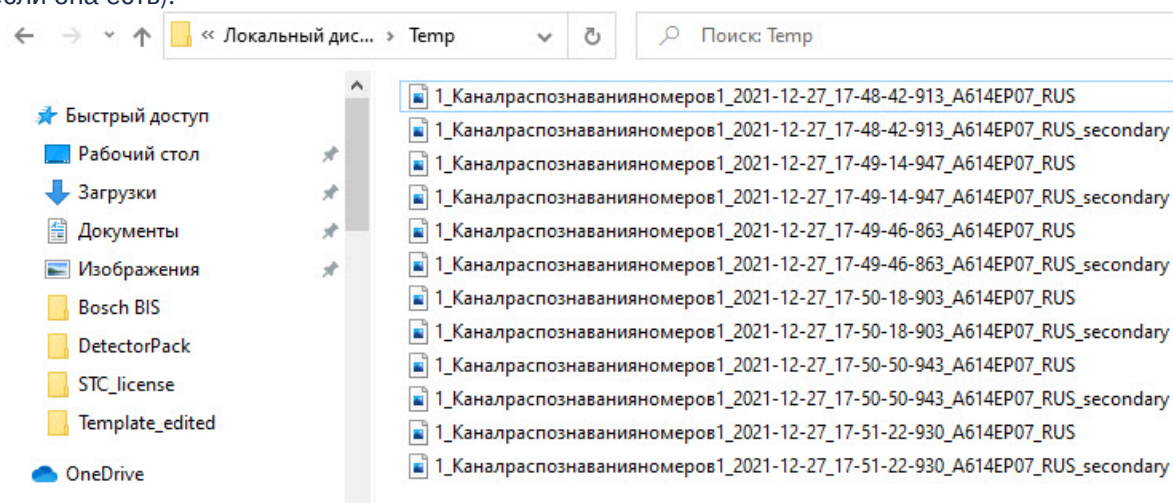 если она есть).
« Локальный дис... › Temp
Поиск: Temp
Быстрый доступ
Рабочий стол
Загрузки
Документы
Изображения
Bosch BIS
DetectorPack
STC_license
Template_edited
OneDrive
1_Каналраспознаванияномеров1_2021-12-27_17-48-42-913_A614EP07_RUS
1_Каналраспознаванияномеров1_2021-12-27_17-48-42-913_A614EP07_RUS_secondary
1_Каналраспознаванияномеров1_2021-12-27_17-49-14-947_A614EP07_RUS
1_Каналраспознаванияномеров1_2021-12-27_17-49-14-947_A614EP07_RUS_secondary
1_Каналраспознаванияномеров1_2021-12-27_17-49-46-863_A614EP07_RUS
1_Каналраспознаванияномеров1_2021-12-27_17-49-46-863_A614EP07_RUS_secondary
1_Каналраспознаванияномеров1_2021-12-27_17-50-18-903_A614EP07_RUS
1_Каналраспознаванияномеров1_2021-12-27_17-50-18-903_A614EP07_RUS_secondary
1_Каналраспознаванияномеров1_2021-12-27_17-50-50-943_A614EP07_RUS
1_Каналраспознаванияномеров1_2021-12-27_17-50-50-943_A614EP07_RUS_secondary
1_Каналраспознаванияномеров1_2021-12-27_17-51-22-930_A614EP07_RUS
1_Каналраспознаванияномеров1_2021-12-27_17-51-22-930_A614EP07_RUS_secondary